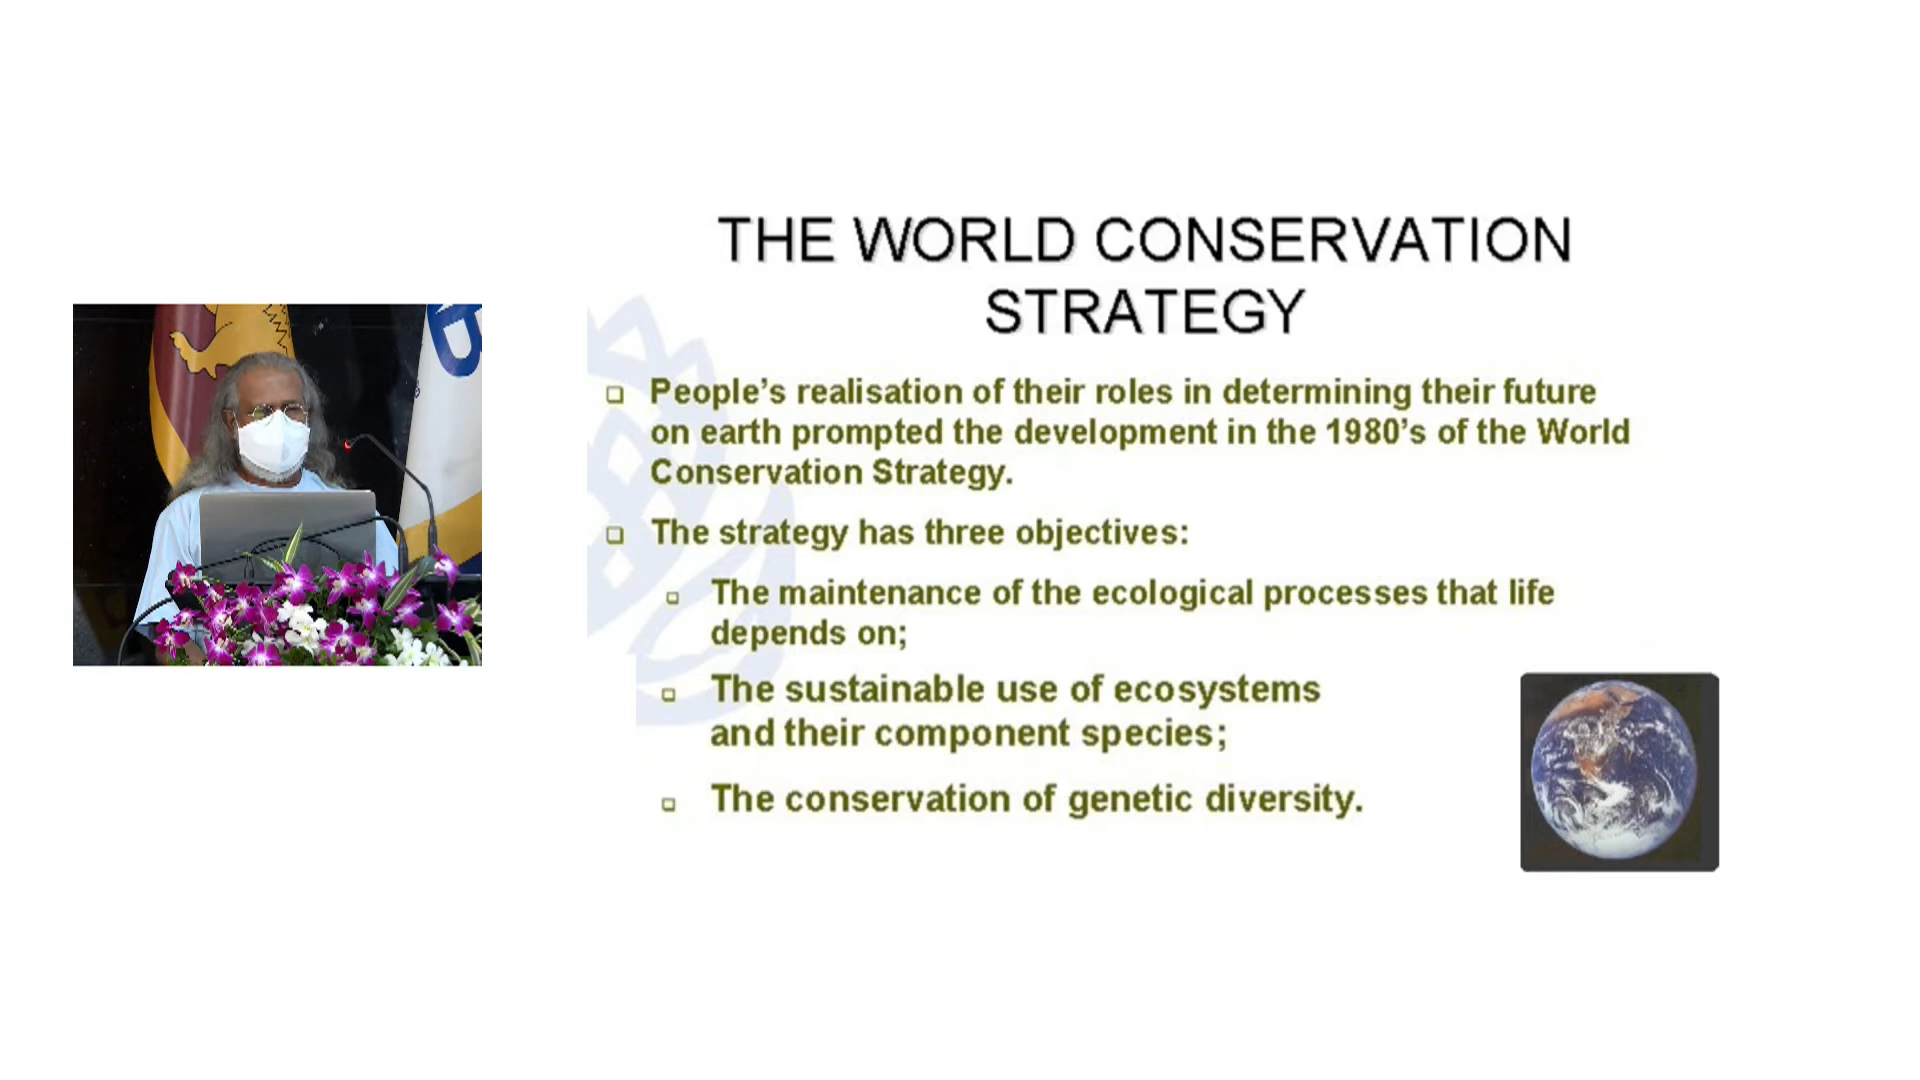 THE WORLD CONSERVATION
STRATEGY
People’s realisation of their roles in determining their future
on earth prompted the development in the 1980’s of the World
Conservation Strategy.
The strategy has three objectives:
The maintenance of the ecological processes that life
depends on;
The sustainable use of ecosystems
and their component species;
The conservation of genetic diversity.